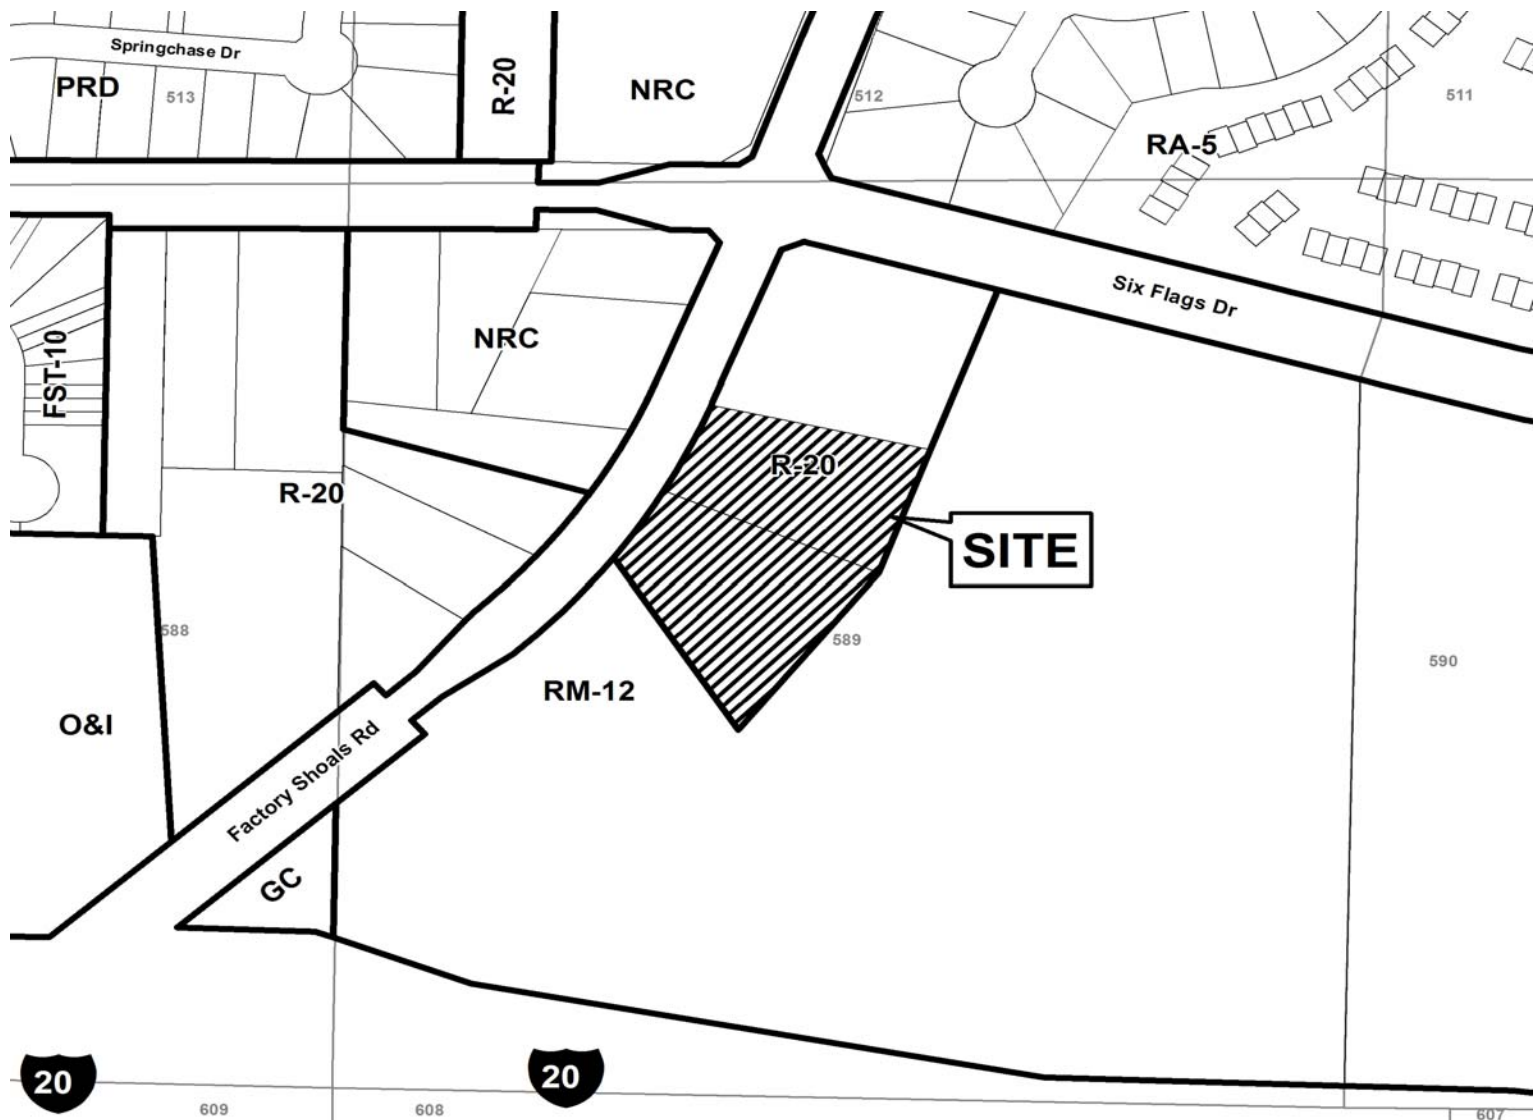 Springchase Dr
PRD
513
R-20
NRC
512
511
RA-5
Six Flags Dr
FST-10
NRC
R-20
R-20
SITE
588
589
590
RM-12
O&I
Factory Shoals Rd
GC
20
20
609
608
607